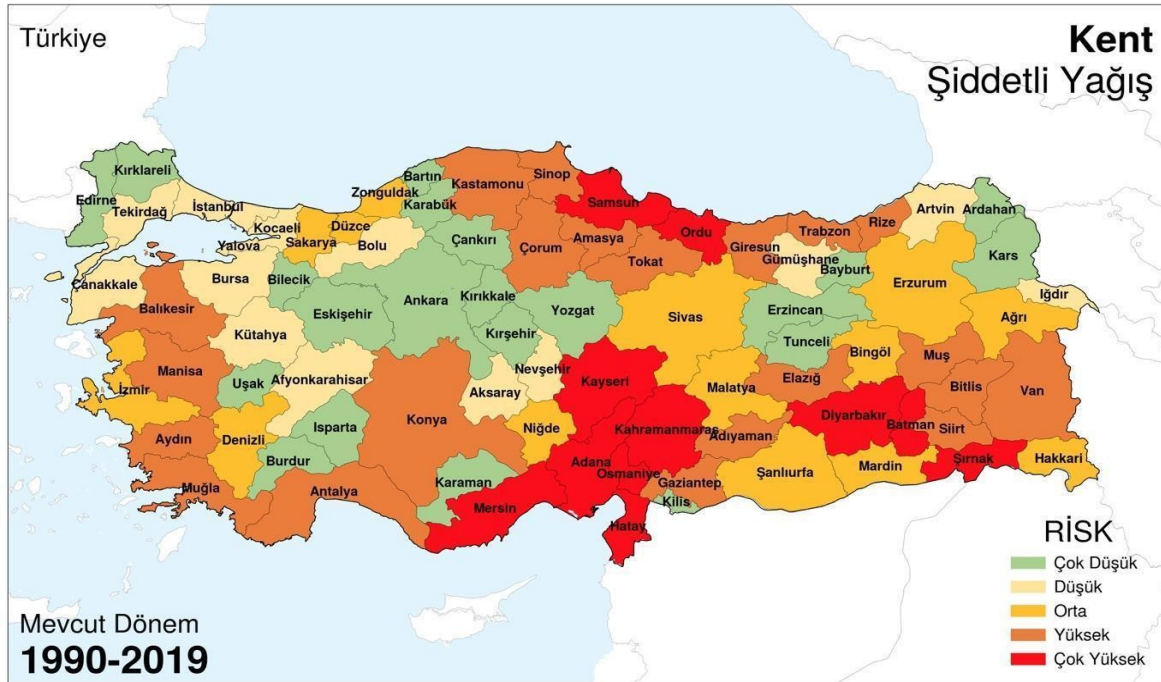 Türkiye
Kent
Şiddetli Yağış
Kırklareli
Edirne
Tekirdağ
İstanbul
Kocaeli
Yalova
Sakarya
Düzce
Zonguldak
Bartın
Karabük
Kastamonu
Sinop
Samsun
Ordu
Giresun
Trabzon
Rize
Artvin
Ardahan
Kars
Bolu
Çankırı
Çorum
Amasya
Tokat
Gümüşhane
Bayburt
Erzurum
Iğdır
Çanakkale
Bursa
Bilecik
Balıkesir
Eskişehir
Ankara
Kırıkkale
Kırşehir
Yozgat
Sivas
Erzincan
Tunceli
Ağrı
Kütahya
Manisa
Uşak
Afyonkarahisar
İzmir
Aksaray
Nevşehir
Kayseri
Malatya
Elazığ
Bingöl
Muş
Bitlis
Van
Aydın
Denizli
Isparta
Burdur
Konya
Niğde
Kahramanmaraş
Adıyaman
Diyarbakır
Batman
Siirt
Şırnak
Hakkari
Muğla
Antalya
Karaman
Mersin
Adana
Osmaniye
Gaziantep
Kilis
Hatay
Şanlıurfa
Mardin
RİSK
Çok Düşük
Düşük
Orta
Yüksek
Çok Yüksek
Mevcut Dönem
1990-2019